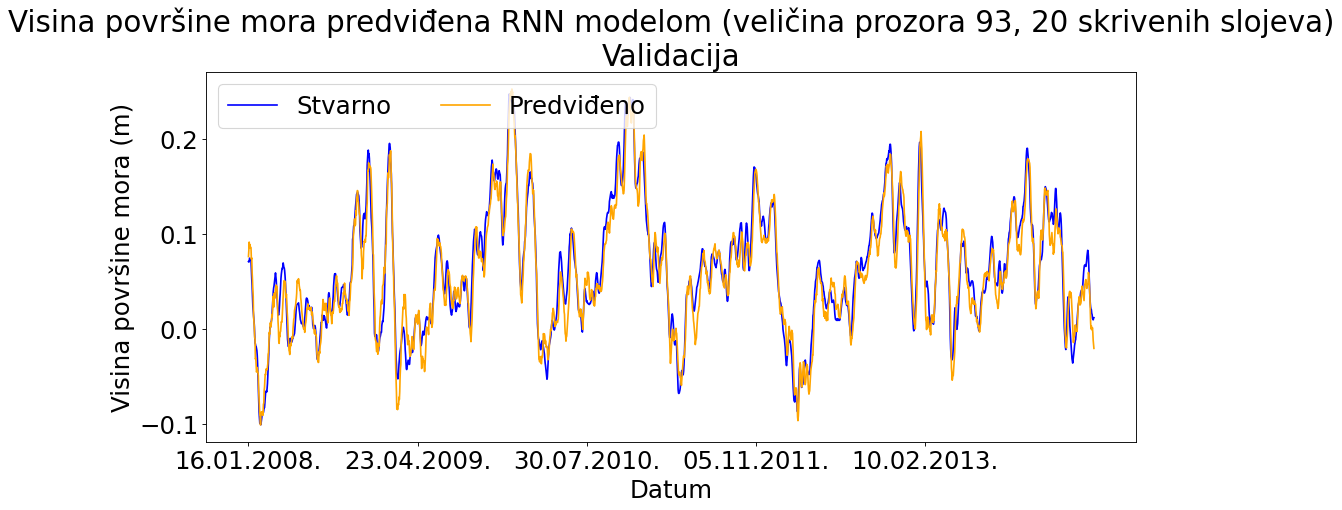 Visina površine mora predviđena RNN modelom (veličina prozora 93, 20 skrivenih slojeva)
Validacija
Stvarno Predviđeno
Visina površine mora (m)
0.2
0.1
0.0
−0.1
16.01.2008. 23.04.2009. 30.07.2010. 05.11.2011. 10.02.2013.
Datum